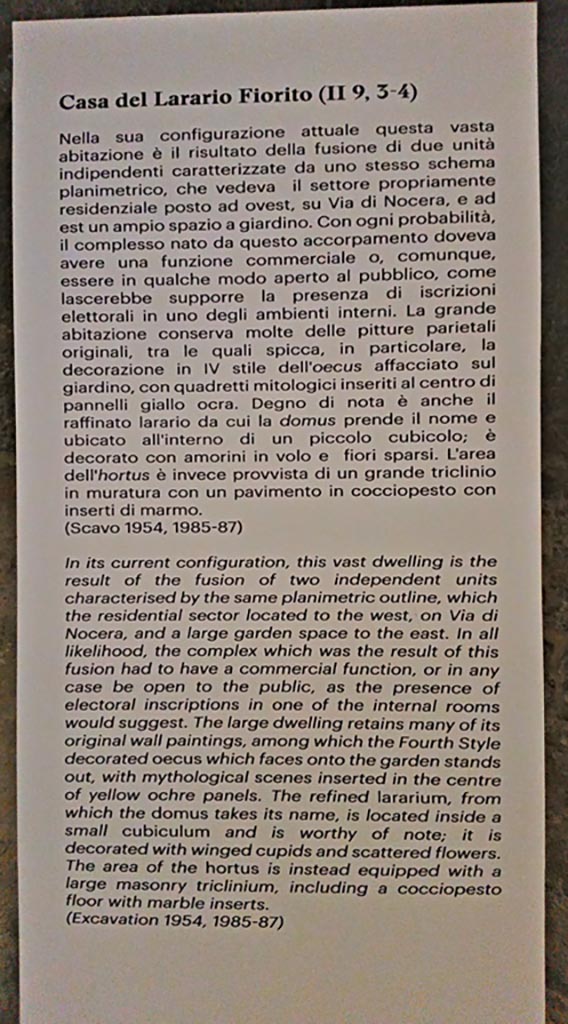 Casa del Larario Fiorito (II 9, 3-4)
Nella sua configurazione attuale questa vasta
abitazione è il risultato della fusione di due unità
indipendenti caratterizzate da uno stesso schema
planimetrico, che vedeva il settore propriamente
residenziale posto ad ovest, su Via di Nocera, e ad
est un ampio spazio a giardino. Con ogni probabilità,
il complesso nato da questo accorpamento doveva
avere una funzione commerciale o, comunque,
essere in qualche modo aperto al pubblico, come
lascerebbe supporre la presenza di iscrizioni
elettorali in uno degli ambienti interni. La grande
abitazione conserva molte delle pitture parietali
originali, tra le quali spicca, in particolare, la
decorazione in IV stile dell'oecus affacciato sul
giardino, con quadretti mitologici inseriti al centro di
pannelli giallo ocra. Degno di nota è anche il
raffinato larario da cui la domus prende il nome e
ubicato all'interno di un piccolo cubicolo; è
decorato con amorini in volo e fiori sparsi. L'area
dell'hortus è invece provvista di un grande triclinio
in muratura con un pavimento in cocciopesto con
inserti di marmo.
(Scavo 1954, 1985-87)
In its current configuration, this vast dwelling is the
result of the fusion of two independent units
characterised by the same planimetric outline, which
the residential sector located to the west, on Via di
Nocera, and a large garden space to the east. In all
likelihood, the complex which was the result of this
fusion had to have a commercial function, or in any
case be open to the public, as the presence of
electoral inscriptions in one of the internal rooms
would suggest. The large dwelling retains many of its
original wall paintings, among which the Fourth Style
decorated oecus which faces onto the garden stands
out, with mythological scenes inserted in the centre
of yellow ochre panels. The refined lararium, from
which the domus takes its name, is located inside a
small cubiculum and is worthy of note; it is
decorated with winged cupids and scattered flowers.
The area of the hortus is instead equipped with a
large masonry triclinium, including a cocciopesto
floor with marble inserts.
(Excavation 1954, 1985-87)